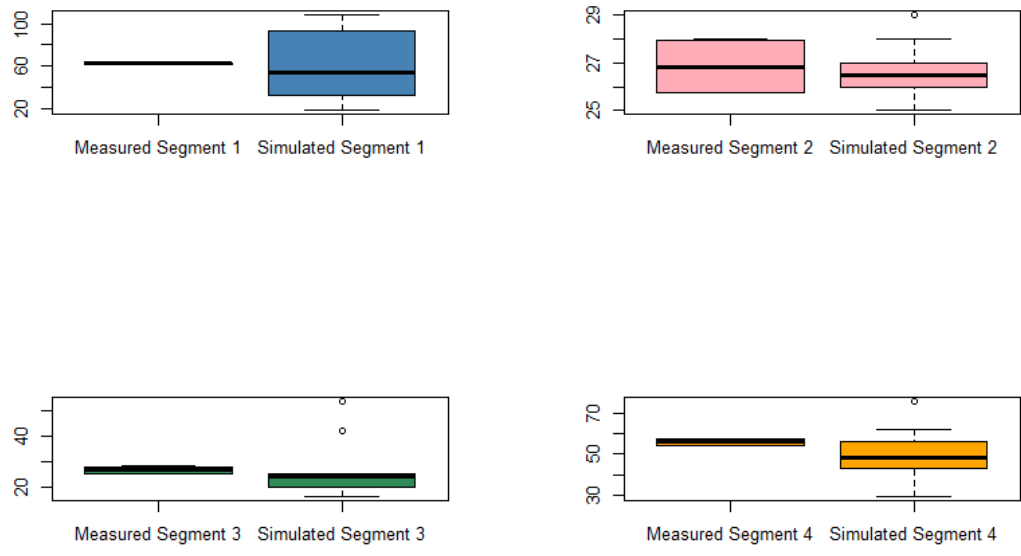 100
60
20
Measured Segment 1 Simulated Segment 1
29
27
25
Measured Segment 2 Simulated Segment 2
40
20
Measured Segment 3 Simulated Segment 3
70
50
30
Measured Segment 4 Simulated Segment 4